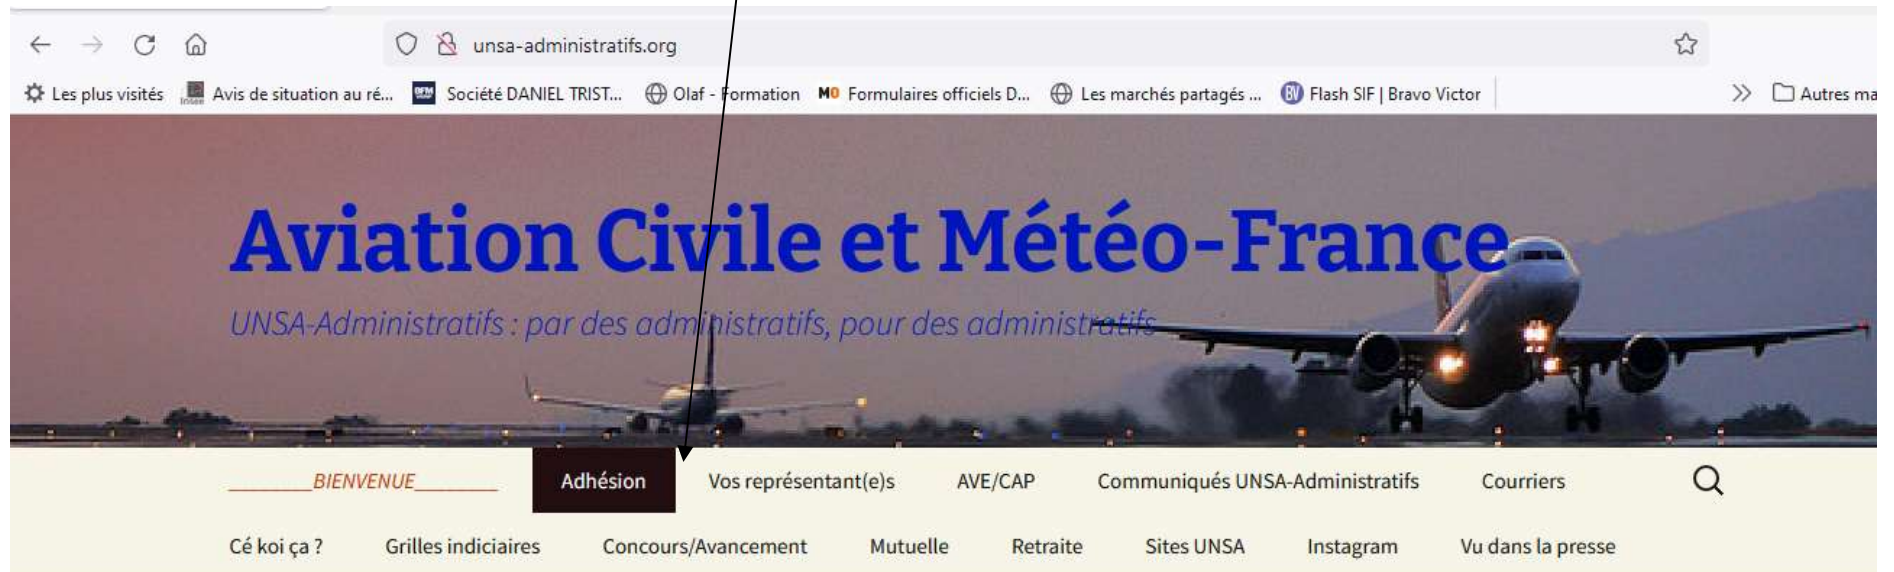 unsa-administratifs.org
Les plus visités Avis de situation au ré... Société DANIEL TRIST... Olaf - Formation Formulaires officiels D... Les marchés partagés ... BV Flash SIF | Bravo Victor Autres ma
Aviation Civile et Météo-France
UNSA-Administratifs : par des administratifs, pour des administratifs
BIENVENUE Adhésion Vos représentant(e)s AVE/CAP Communiqués UNSA-Administratifs Courriers
Cé koi ça ? Grilles indiciaires Concours/Avancement Mutuelle Retraite Sites UNSA Instagram Vu dans la presse